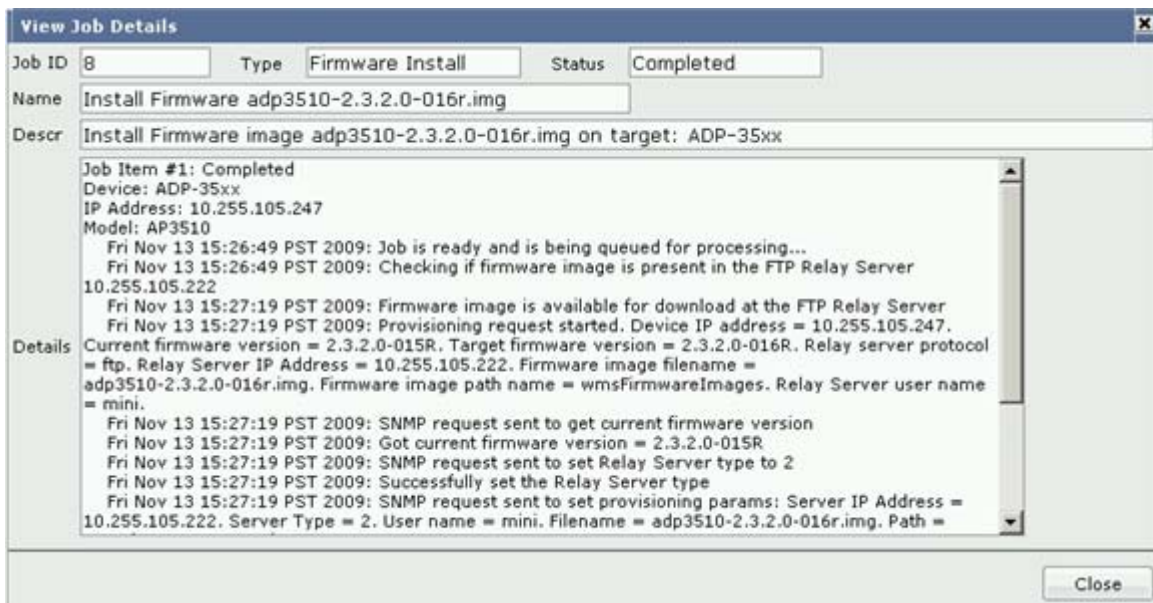 View Job Details
Job ID 8 Type Firmware Install Status Completed
Name Install Firmware adp3510-2.3.2.0-016r.img
Descr Install Firmware image adp3510-2.3.2.0-016r.img on target: ADP-35xx
Job Item #1: Completed
Device: ADP-35xx
IP Address: 10.255.105.247
Model: AP3510
Fri Nov 13 15:26:49 PST 2009: Job is ready and is being queued for processing...
Fri Nov 13 15:26:49 PST 2009: Checking if firmware image is present in the FTP Relay Server
10.255.105.222
Fri Nov 13 15:27:19 PST 2009: Firmware image is available for download at the FTP Relay Server
Fri Nov 13 15:27:19 PST 2009: Provisioning request started. Device IP address = 10.255.105.247.
Details Current firmware version = 2.3.2.0-015R. Target firmware version = 2.3.2.0-016R. Relay server protocol
= ftp. Relay Server IP Address = 10.255.105.222. Firmware image filename =
adp3510-2.3.2.0-016r.img. Firmware image path name = wmsFirmwareImages. Relay Server user name
= mini.
Fri Nov 13 15:27:19 PST 2009: SNMP request sent to get current firmware version
Fri Nov 13 15:27:19 PST 2009: Got current firmware version = 2.3.2.0-015R
Fri Nov 13 15:27:19 PST 2009: SNMP request sent to set Relay Server type to 2
Fri Nov 13 15:27:19 PST 2009: Successfully set the Relay Server type
Fri Nov 13 15:27:19 PST 2009: SNMP request sent to set provisioning params: Server IP Address =
10.255.105.222. Server Type = 2. User name = mini. Filename = adp3510-2.3.2.0-016r.img. Path =
Close